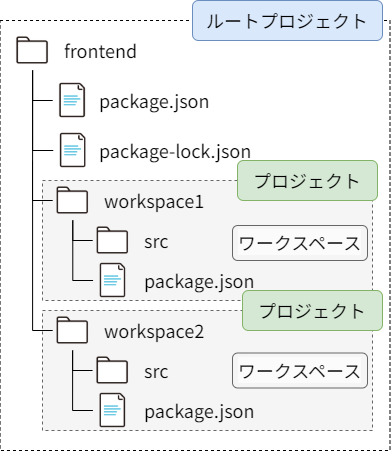 ルートプロジェクト
frontend
package.json
package-lock.json
プロジェクト
workspace1
src
ワークスペース
package.json
プロジェクト
workspace2
src
ワークスペース
package.json